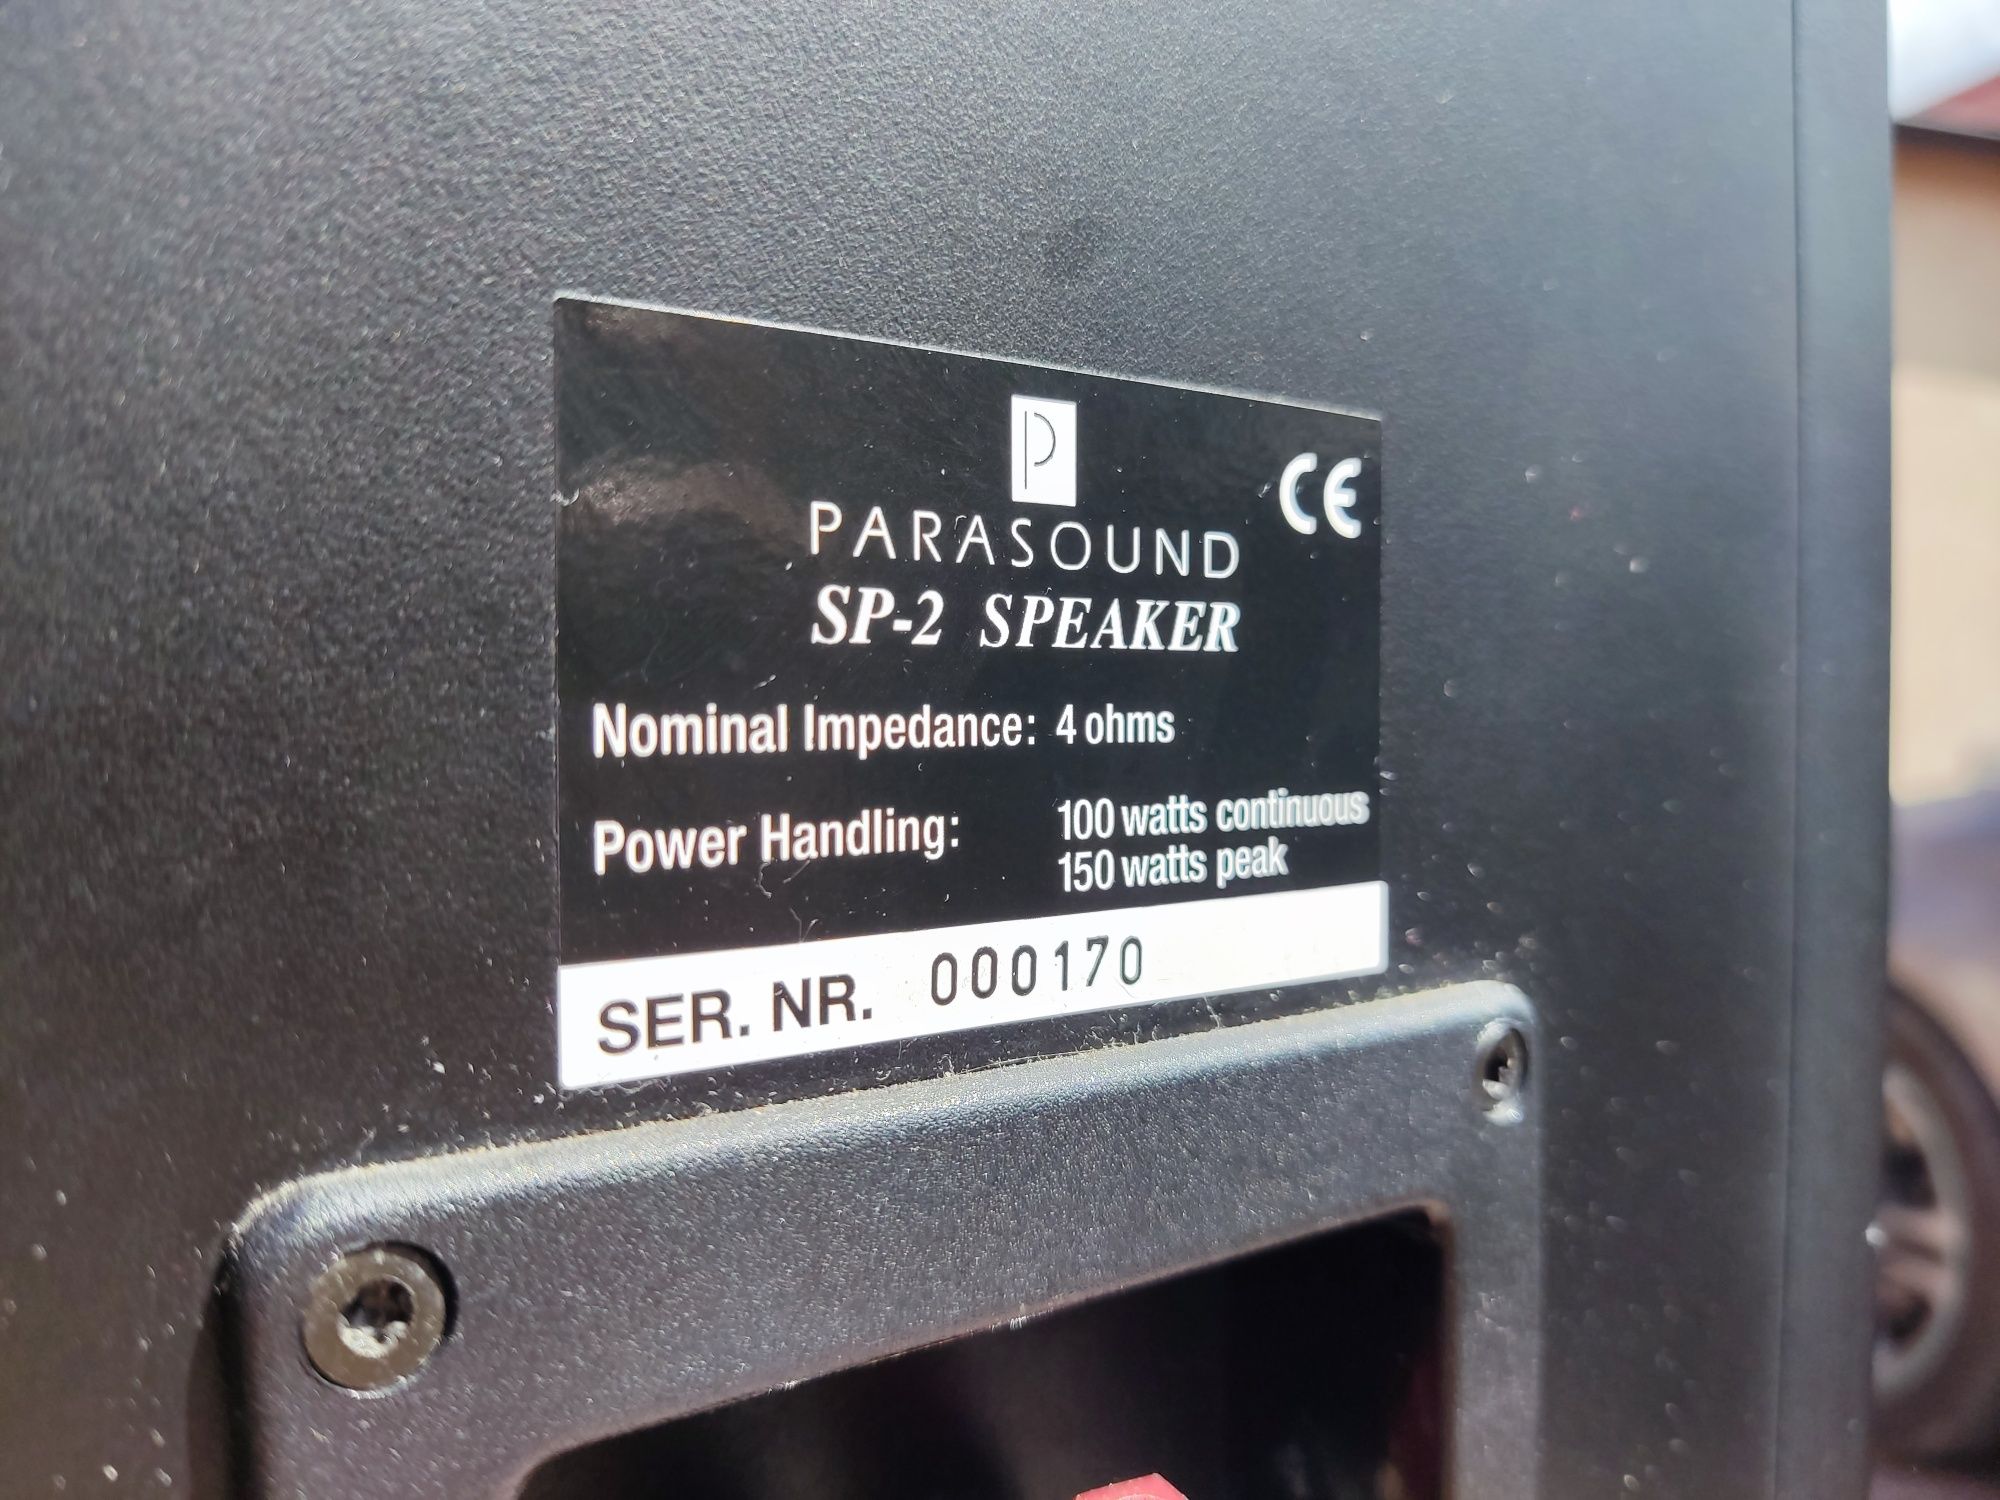 P
PARASOUND
CE
SP-2 SPEAKER
Nominal Impedance: 4 ohms
Power Handling: 100 watts continuous
150 watts peak
SER. NR. 000170